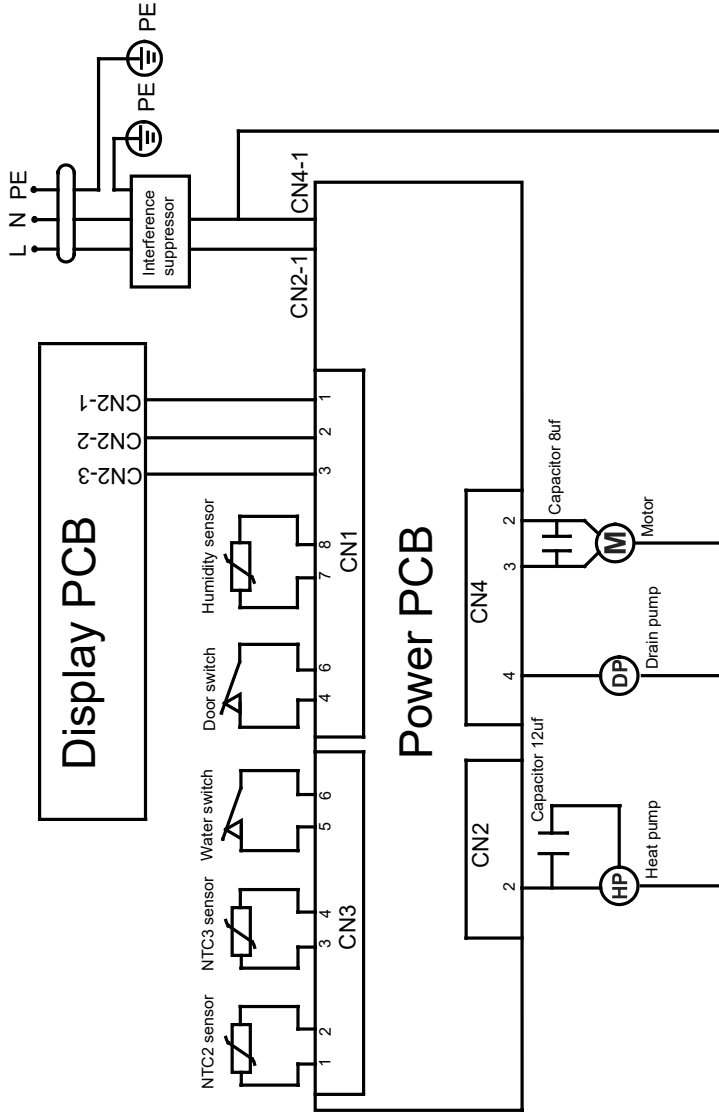 L N PE
PE
PE
Interference
suppressor
CN2-1
CN4-1
Display PCB
CN2-3
CN2-2
CN2-1
NTC2 sensor
NTC3 sensor
Water switch
Door switch
Humidity sensor
1 2 3 4 5 6
4 6 7 8 3 2 1
CN3
CN1
Power PCB
CN2
CN4
2
4 3 2
Capacitor 12uf
Capacitor 8uf
HP
DP
M
Heat pump
Drain pump
Motor